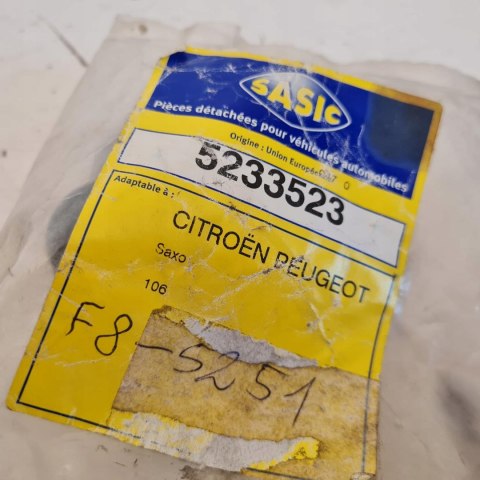 SASIC
Pièces détachées pour véhicules automobiles
Origine : Union Européenne
5233523
Adaptable à :
CITROËN PEUGEOT
Saxo
106
F8-5251